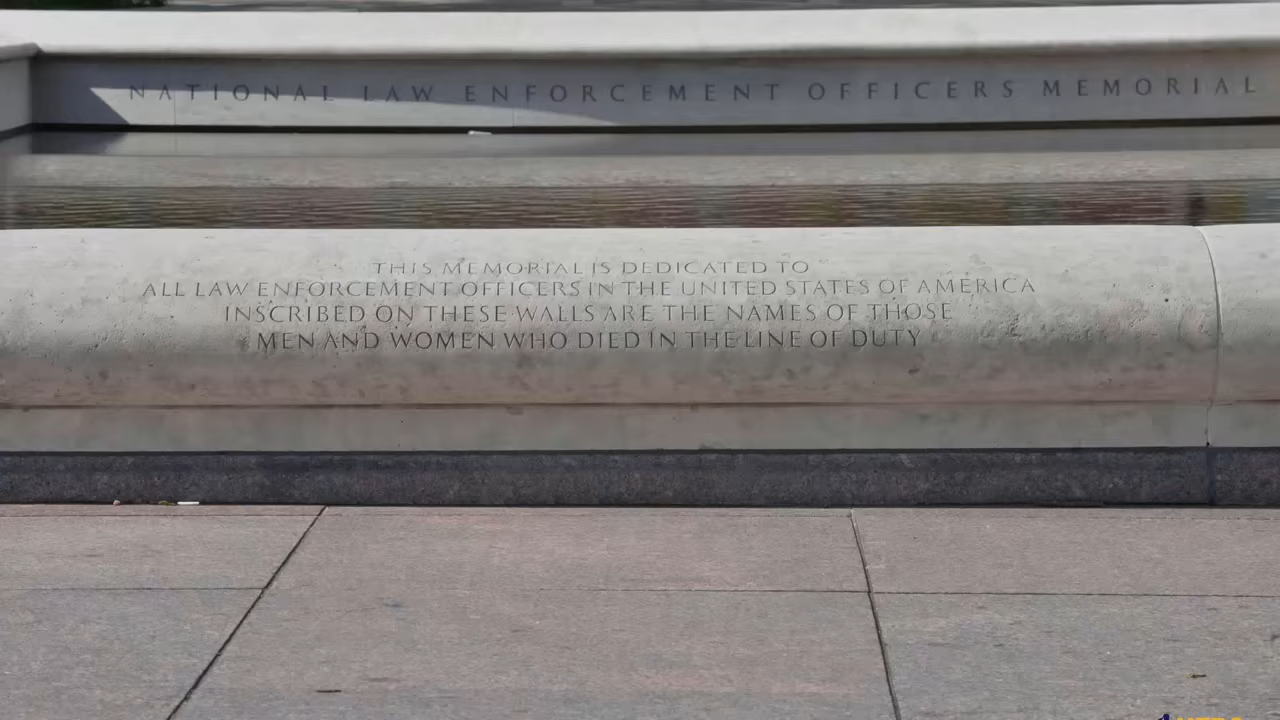 NATIONAL LAW ENFORCEMENT OFFICERS MEMORIAL
THIS MEMORIAL IS DEDICATED TO
ALL LAW ENFORCEMENT OFFICERS IN THE UNITED STATES OF AMERICA
INSCRIBED ON THESE WALLS ARE THE NAMES OF THOSE
MEN AND WOMEN WHO DIED IN THE LINE OF DUTY